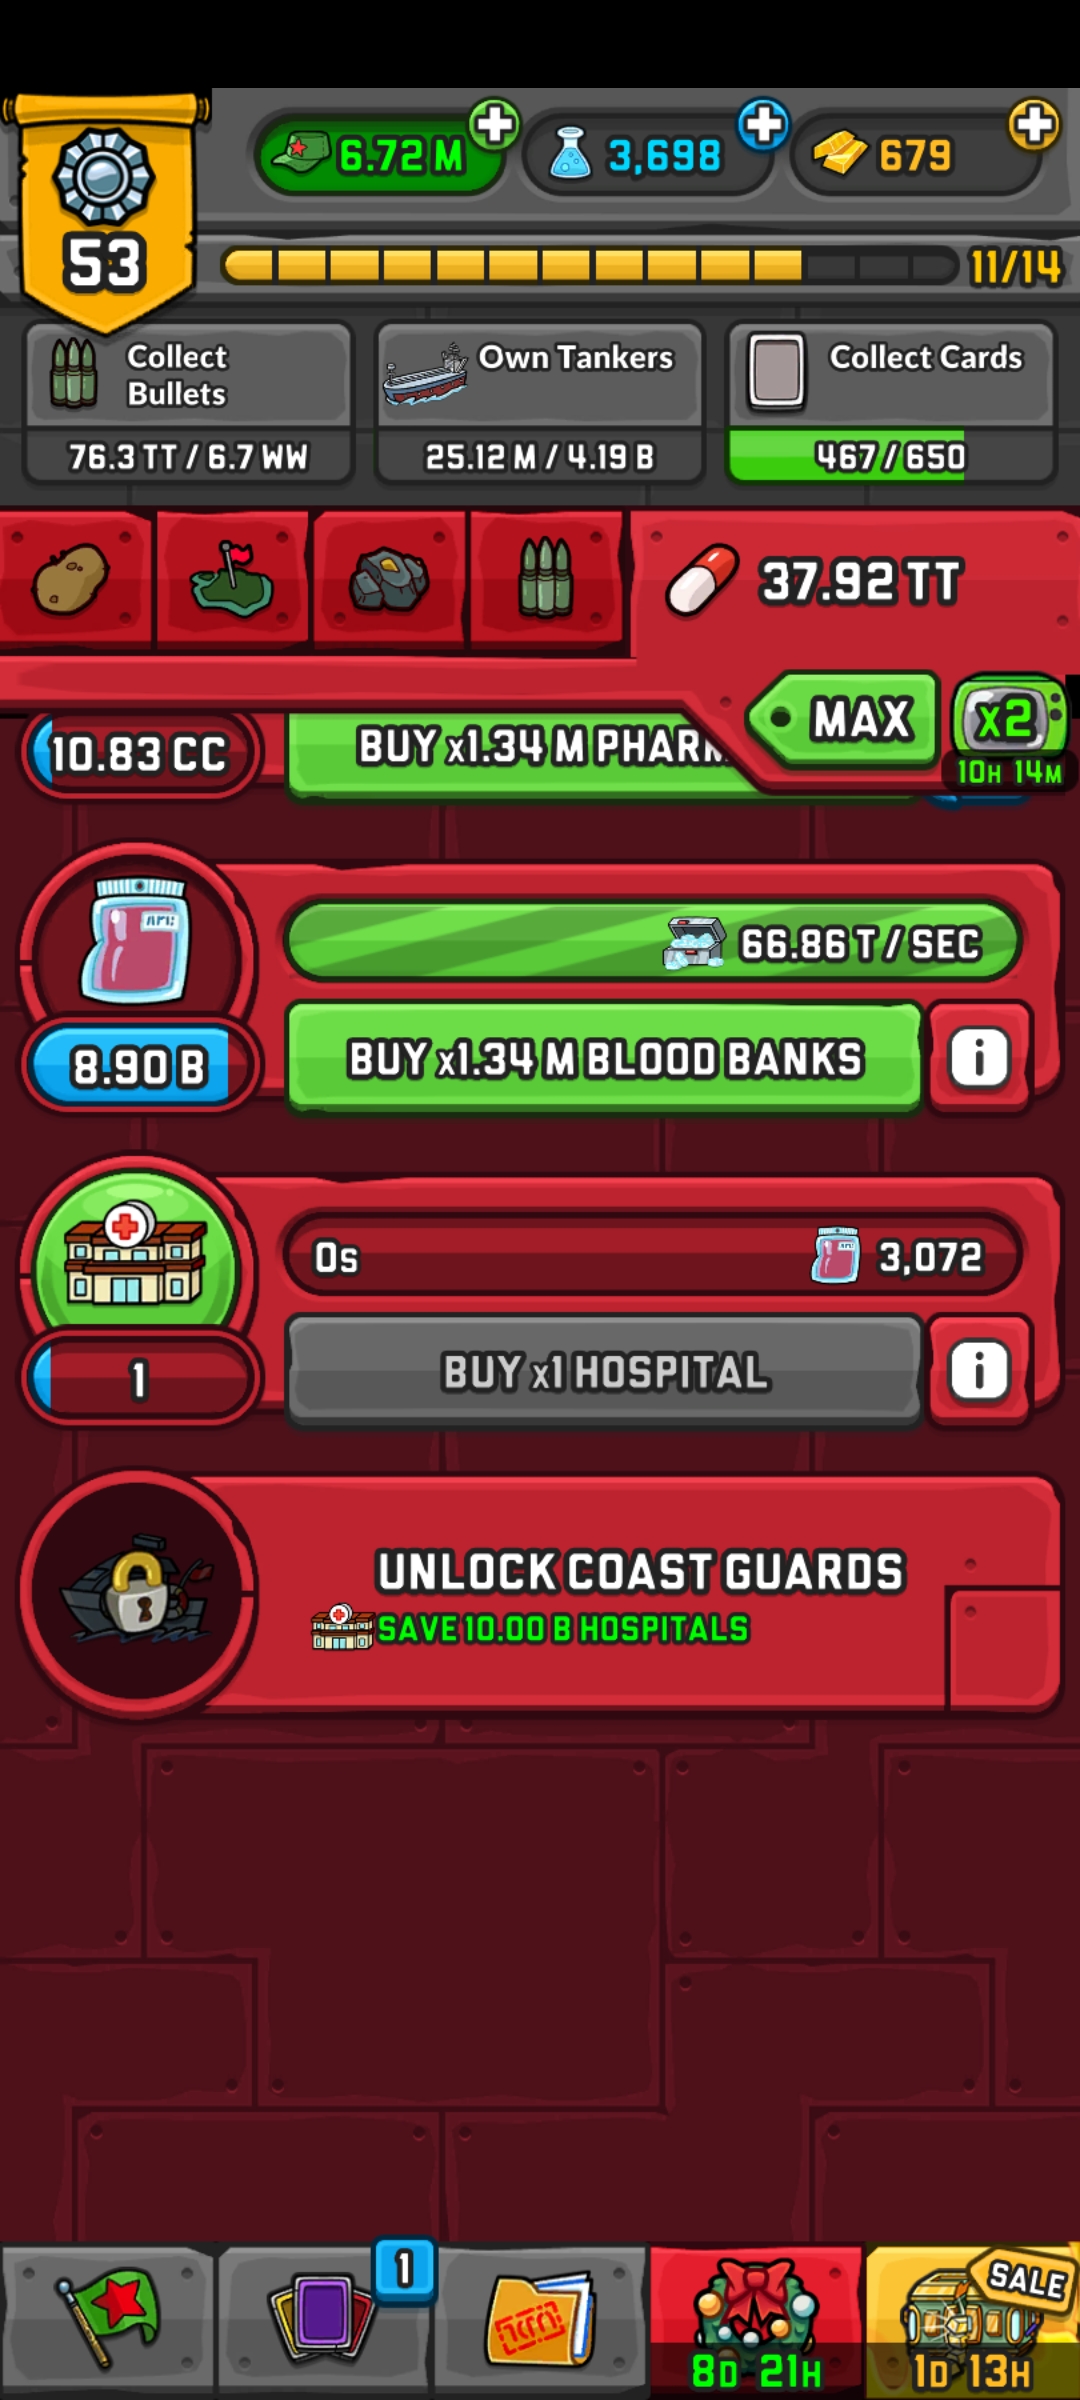 6.72 M
3,698
679
53
11/14
Collect
Bullets
Own Tankers
Collect Cards
76.3 TT / 6.7 WW
25.12 M / 4.19 B
467/650
37.92 TT
MAX
x2
10H 14M
10.83 CC
BUY x1.34 M PHARM
66.86 T / SEC
8.90 B
BUY x1.34 M BLOOD BANKS
i
0s
3,072
1
BUY x1 HOSPITAL
i
UNLOCK COAST GUARDS
SAVE 10.00 B HOSPITALS
1
SALE
8D 21H
1D 13H